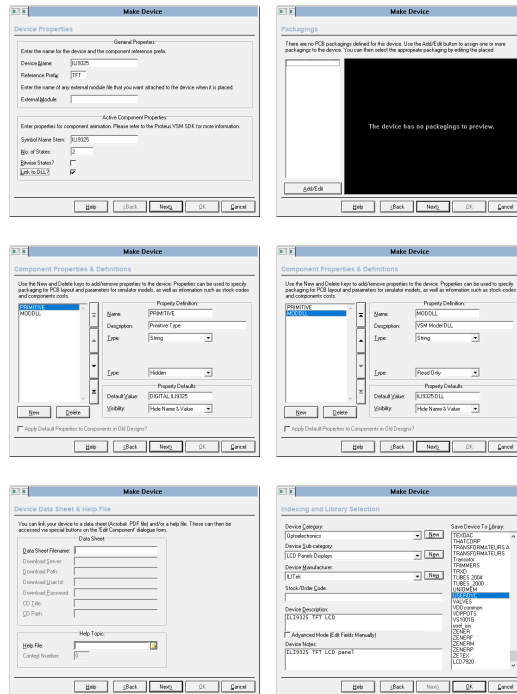 Make Device
Device Properties
General Properties:
Enter the name for the device and the component reference prefix.
Device Name: ILI9325
Reference Prefix: TFT
Enter the name of any external module file that you want attached to the device when it is placed.
External Module:
Active Component Properties:
Enter properties for component animation. Please refer to the Proteus VSM SDK for more information.
Symbol Name Stem: ILI9325
No. of States: 2
Bitwise States?
Link to DLL?
Help <Back Next> OK Cancel
Make Device
Packagings
There are no PCB packagings defined for this device. Use the Add/Edit button to assign one or more
packagings to the device. You can then select the appropriate packaging by editing the placed
The device has no packagings to preview.
Add/Edit
Help <Back Next> OK Cancel
Make Device
Component Properties & Definitions
Use the New and Delete keys to add/remove properties to the device. Properties can be used to specify
packaging for PCB layout and parameters for simulator models, as well as information such as stock-codes
and components costs.
PRIMITIVE
MODDLL
Property Definition:
Name: PRIMITIVE
Description: Primitive Type
Type: String
Type: Hidden
Property Defaults:
Default Value: DIGITAL,ILI9325
Visibility: Hide Name & Value
New Delete
Apply Default Properties to Components in Old Designs?
Help <Back Next> OK Cancel
Make Device
Component Properties & Definitions
Use the New and Delete keys to add/remove properties to the device. Properties can be used to specify
packaging for PCB layout and parameters for simulator models, as well as information such as stock-codes
and components costs.
PRIMITIVE
MODDLL
Property Definition:
Name: MODDLL
Description: VSM Model DLL
Type: String
Type: Read Only
Property Defaults:
Default Value: ILI9325.DLL
Visibility: Hide Name & Value
New Delete
Apply Default Properties to Components in Old Designs?
Help <Back Next> OK Cancel
Make Device
Device Data Sheet & Help File
You can link your device to a data sheet (Acrobat .PDF file) and/or a help file. These can then be
accessed via special buttons on the 'Edit Component' dialogue form.
Data Sheet:
Data Sheet Filename:
Download Server:
Download Path:
Download User Id:
Download Password:
CD Title:
CD Path:
Help Topic:
Help File:
Context Number: 0
Help <Back Next> OK Cancel
Make Device
Indexing and Library Selection
Device Category:
Optoelectronics New
Device Sub-category:
LCD Panels Displays New
Device Manufacturer:
ILITek New
Stock/Order Code:
Device Description:
ILI9325 TFT LCD
Advanced Mode (Edit Fields Manually)
Device Notes:
ILI9325 TFT LCD panel
Save Device To Library:
TEXOAC
THATCORP
TRANSFORMATEURS A.
TRANSFORMATEURS
Transistor
TRIMMERS
TRXD
TUBES 2004
TUBES_2000
UNIOMEM
USERDVC
VALVES
VDD common
VDPPOTS
VS1001G
ZENER
ZENERF
ZENERM
ZENERP
ZETEX
LCD7920
Help <Back Next> OK Cancel